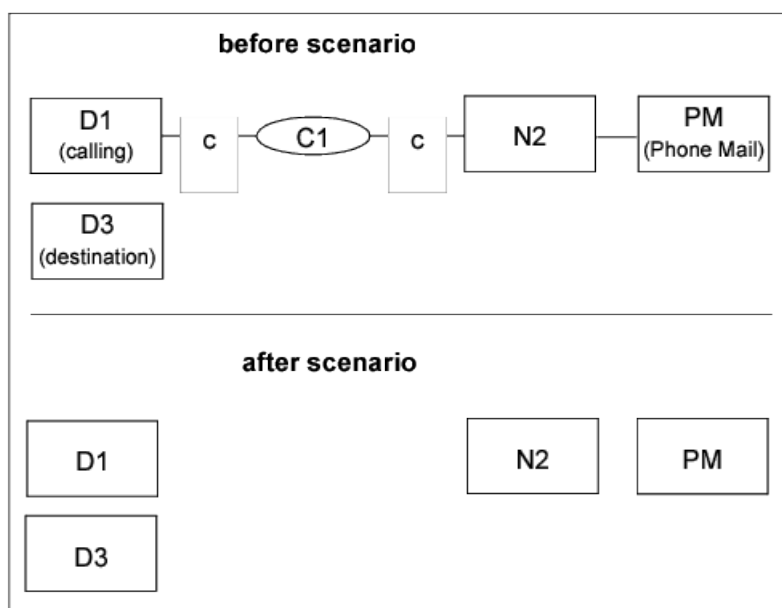 before scenario
D1
(calling)
c
C1
c
N2
PM
(Phone Mail)
D3
(destination)
after scenario
D1
N2
PM
D3